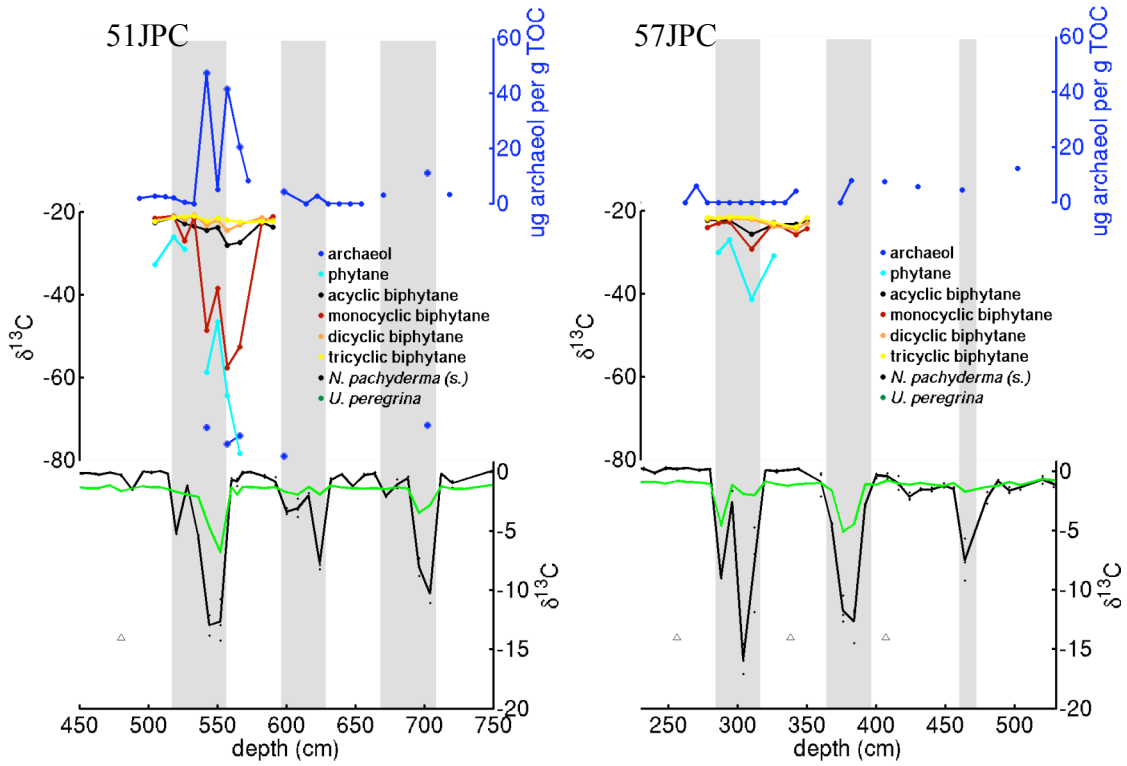 51JPC
60
40
20
0
ug archaeol per g TOC
-20
-40
-60
-80
δ13C
archaeol
phytane
acyclic biphytane
monocyclic biphytane
dicyclic biphytane
tricyclic biphytane
N. pachyderma (s.)
U. peregrina
0
-5
-10
-15
-20
δ13C
450 500 550 600 650 700 750
depth (cm)
57JPC
60
40
20
0
ug archaeol per g TOC
-20
-40
-60
-80
δ13C
archaeol
phytane
acyclic biphytane
monocyclic biphytane
dicyclic biphytane
tricyclic biphytane
N. pachyderma (s.)
U. peregrina
0
-5
-10
-15
-20
δ13C
250 300 350 400 450 500
depth (cm)